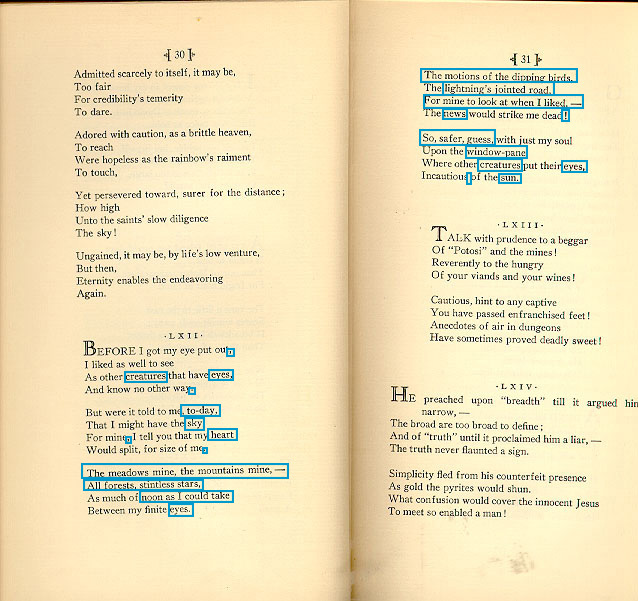 30
Admitted scarcely to itself, it may be,
Too fair
For credibility's temerity
To dare.
Adored with caution, as a brittle heaven,
To reach
Were hopeless as the rainbow's raiment
To touch,
Yet persevered toward, surer for the distance;
How high
Unto the saints' slow diligence
The sky!
Ungained, it may be, by life's low venture,
But then,
Eternity enables the endeavoring
Again.
·LXII·
BEFORE I got my eye put out,
I liked as well to see
As other creatures that have eyes,
And know no other way.
But were it told to me, to-day,
That I might have the sky
For mine, I tell you that my heart
Would split, for size of me.
The meadows mine, the mountains mine, —
All forests, stintless stars,
As much of noon as I could take
Between my finite eyes.
31
The motions of the dipping birds,
The lightning's jointed road,
For mine to look at when I liked, —
The news would strike me dead!
So, safer, guess, with just my soul
Upon the window-pane
Where other creatures put their eyes,
Incautious of the sun.
·LXIII·
TALK with prudence to a beggar
Of "Potosi" and the mines!
Reverently to the hungry
Of your viands and your wines!
Cautious, hint to any captive
You have passed enfranchised feet!
Anecdotes of air in dungeons
Have sometimes proved deadly sweet!
·LXIV·
HE preached upon "breadth" till it argued him
narrow, —
The broad are too broad to define;
And of "truth" until it proclaimed him a liar, —
The truth never flaunted a sign.
Simplicity fled from his counterfeit presence
As gold the pyrites would shun.
What confusion would cover the innocent Jesus
To meet so enabled a man!